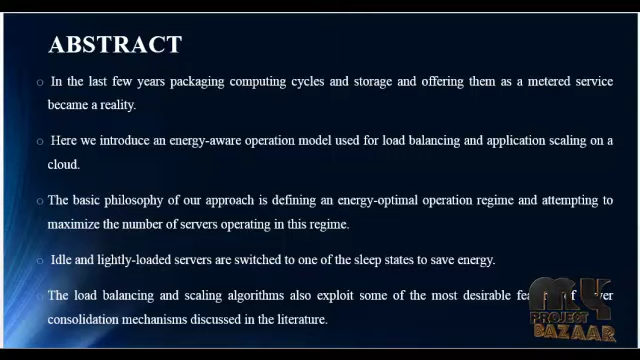 ABSTRACT
○ In the last few years packaging computing cycles and storage and offering them as a metered service
became a reality.
○ Here we introduce an energy-aware operation model used for load balancing and application scaling on a
cloud.
○ The basic philosophy of our approach is defining an energy-optimal operation regime and attempting to
maximize the number of servers operating in this regime.
○ Idle and lightly-loaded servers are switched to one of the sleep states to save energy.
○ The load balancing and scaling algorithms also exploit some of the most desirable
consolidation mechanisms discussed in the literature.
MY
PROJECT
BAZAAR